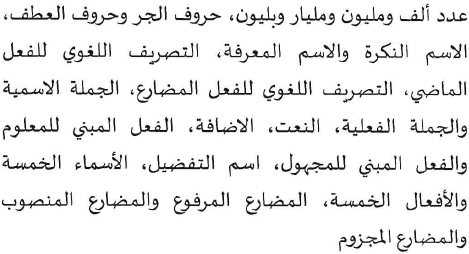 عدد ألف ومليون ومليار وبليون، حروف الجر وحروف العطف،
الاسم النكرة والاسم المعرفة، التصريف اللغوي للفعل
الماضي، التصريف اللغوي للفعل المضارع، الجملة الاسمية
والجملة الفعلية، النعت، الاضافة، الفعل المبني للمعلوم
والفعل المبني للمجهول، اسم التفضيل، الأسماء الخمسة
والأفعال الخمسة، المضارع المرفوع والمضارع المنصوب
والمضارع المجزوم